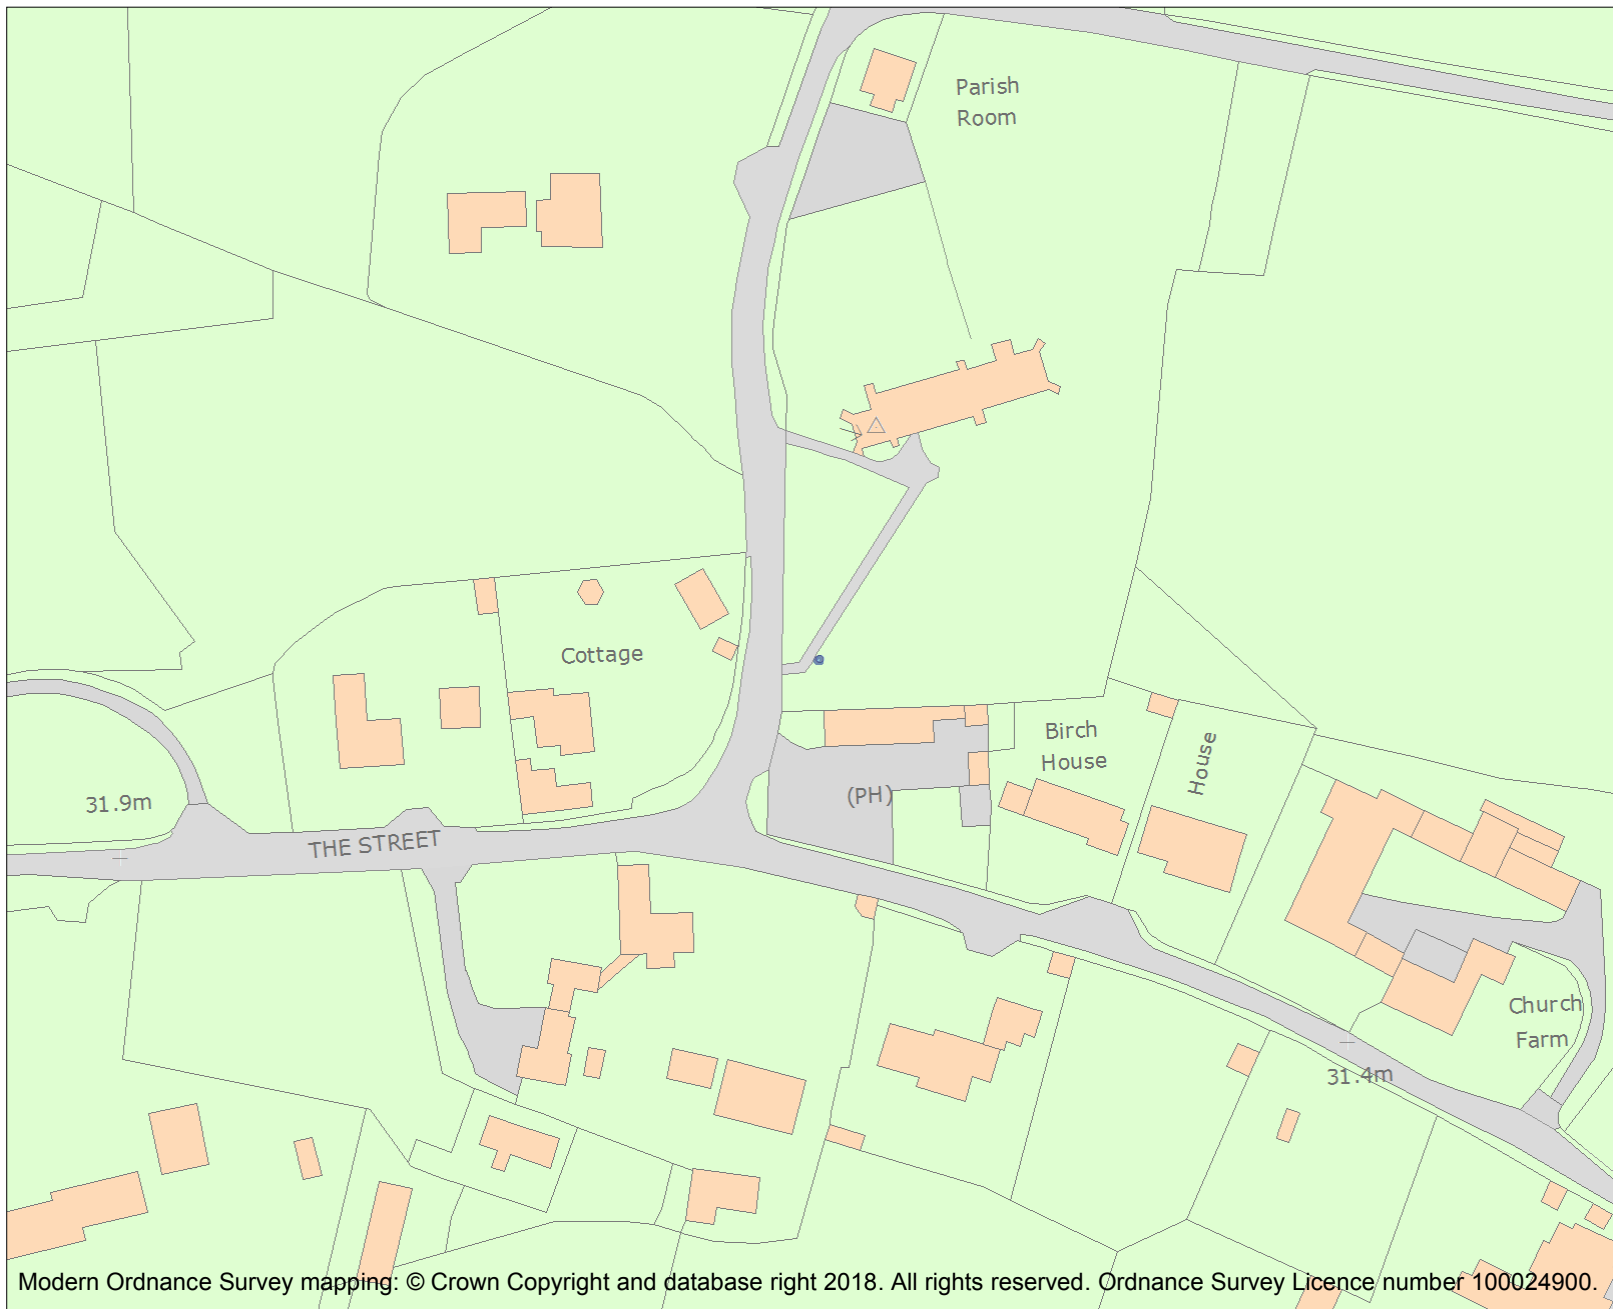 Parish
Room
Cottage
Birch
House
House
(PH)
31.9m
THE STREET
Church
Farm
31.4m
Modern Ordnance Survey mapping: © Crown Copyright and database right 2018. All rights reserved. Ordnance Survey Licence number 100024900.